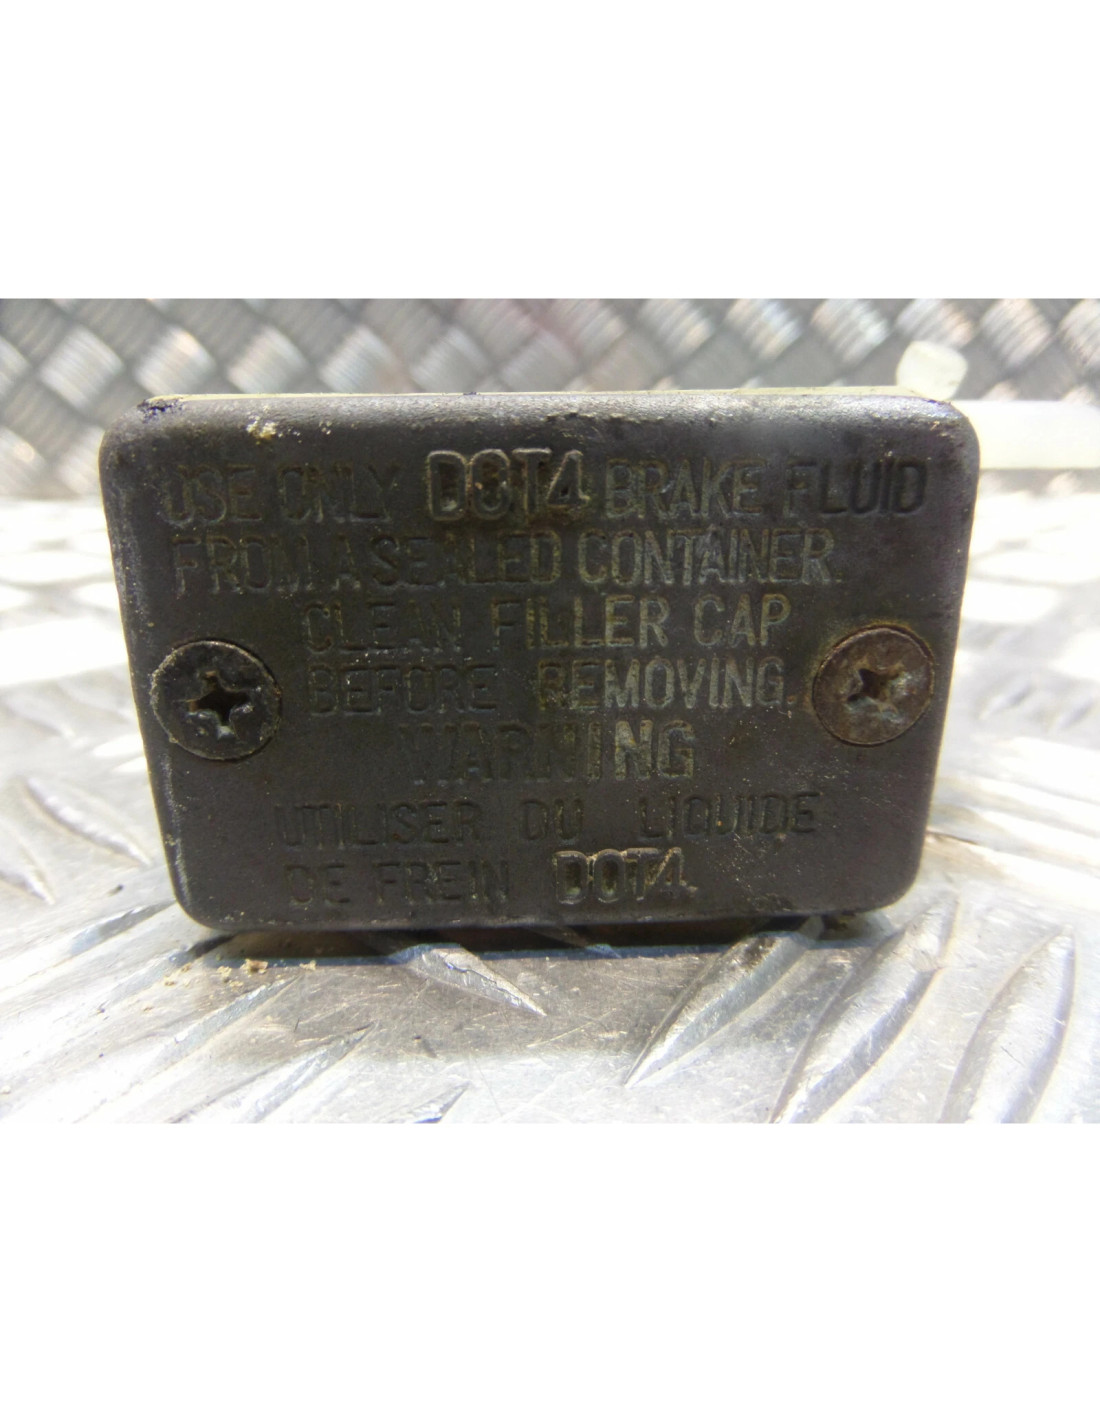 USE ONLY DOT4 BRAKE FLUID
FROM A SEALED CONTAINER.
CLEAN FILLER CAP
BEFORE REMOVING.
WARNING
UTILISER DU LIQUIDE
DE FREIN DOT4.